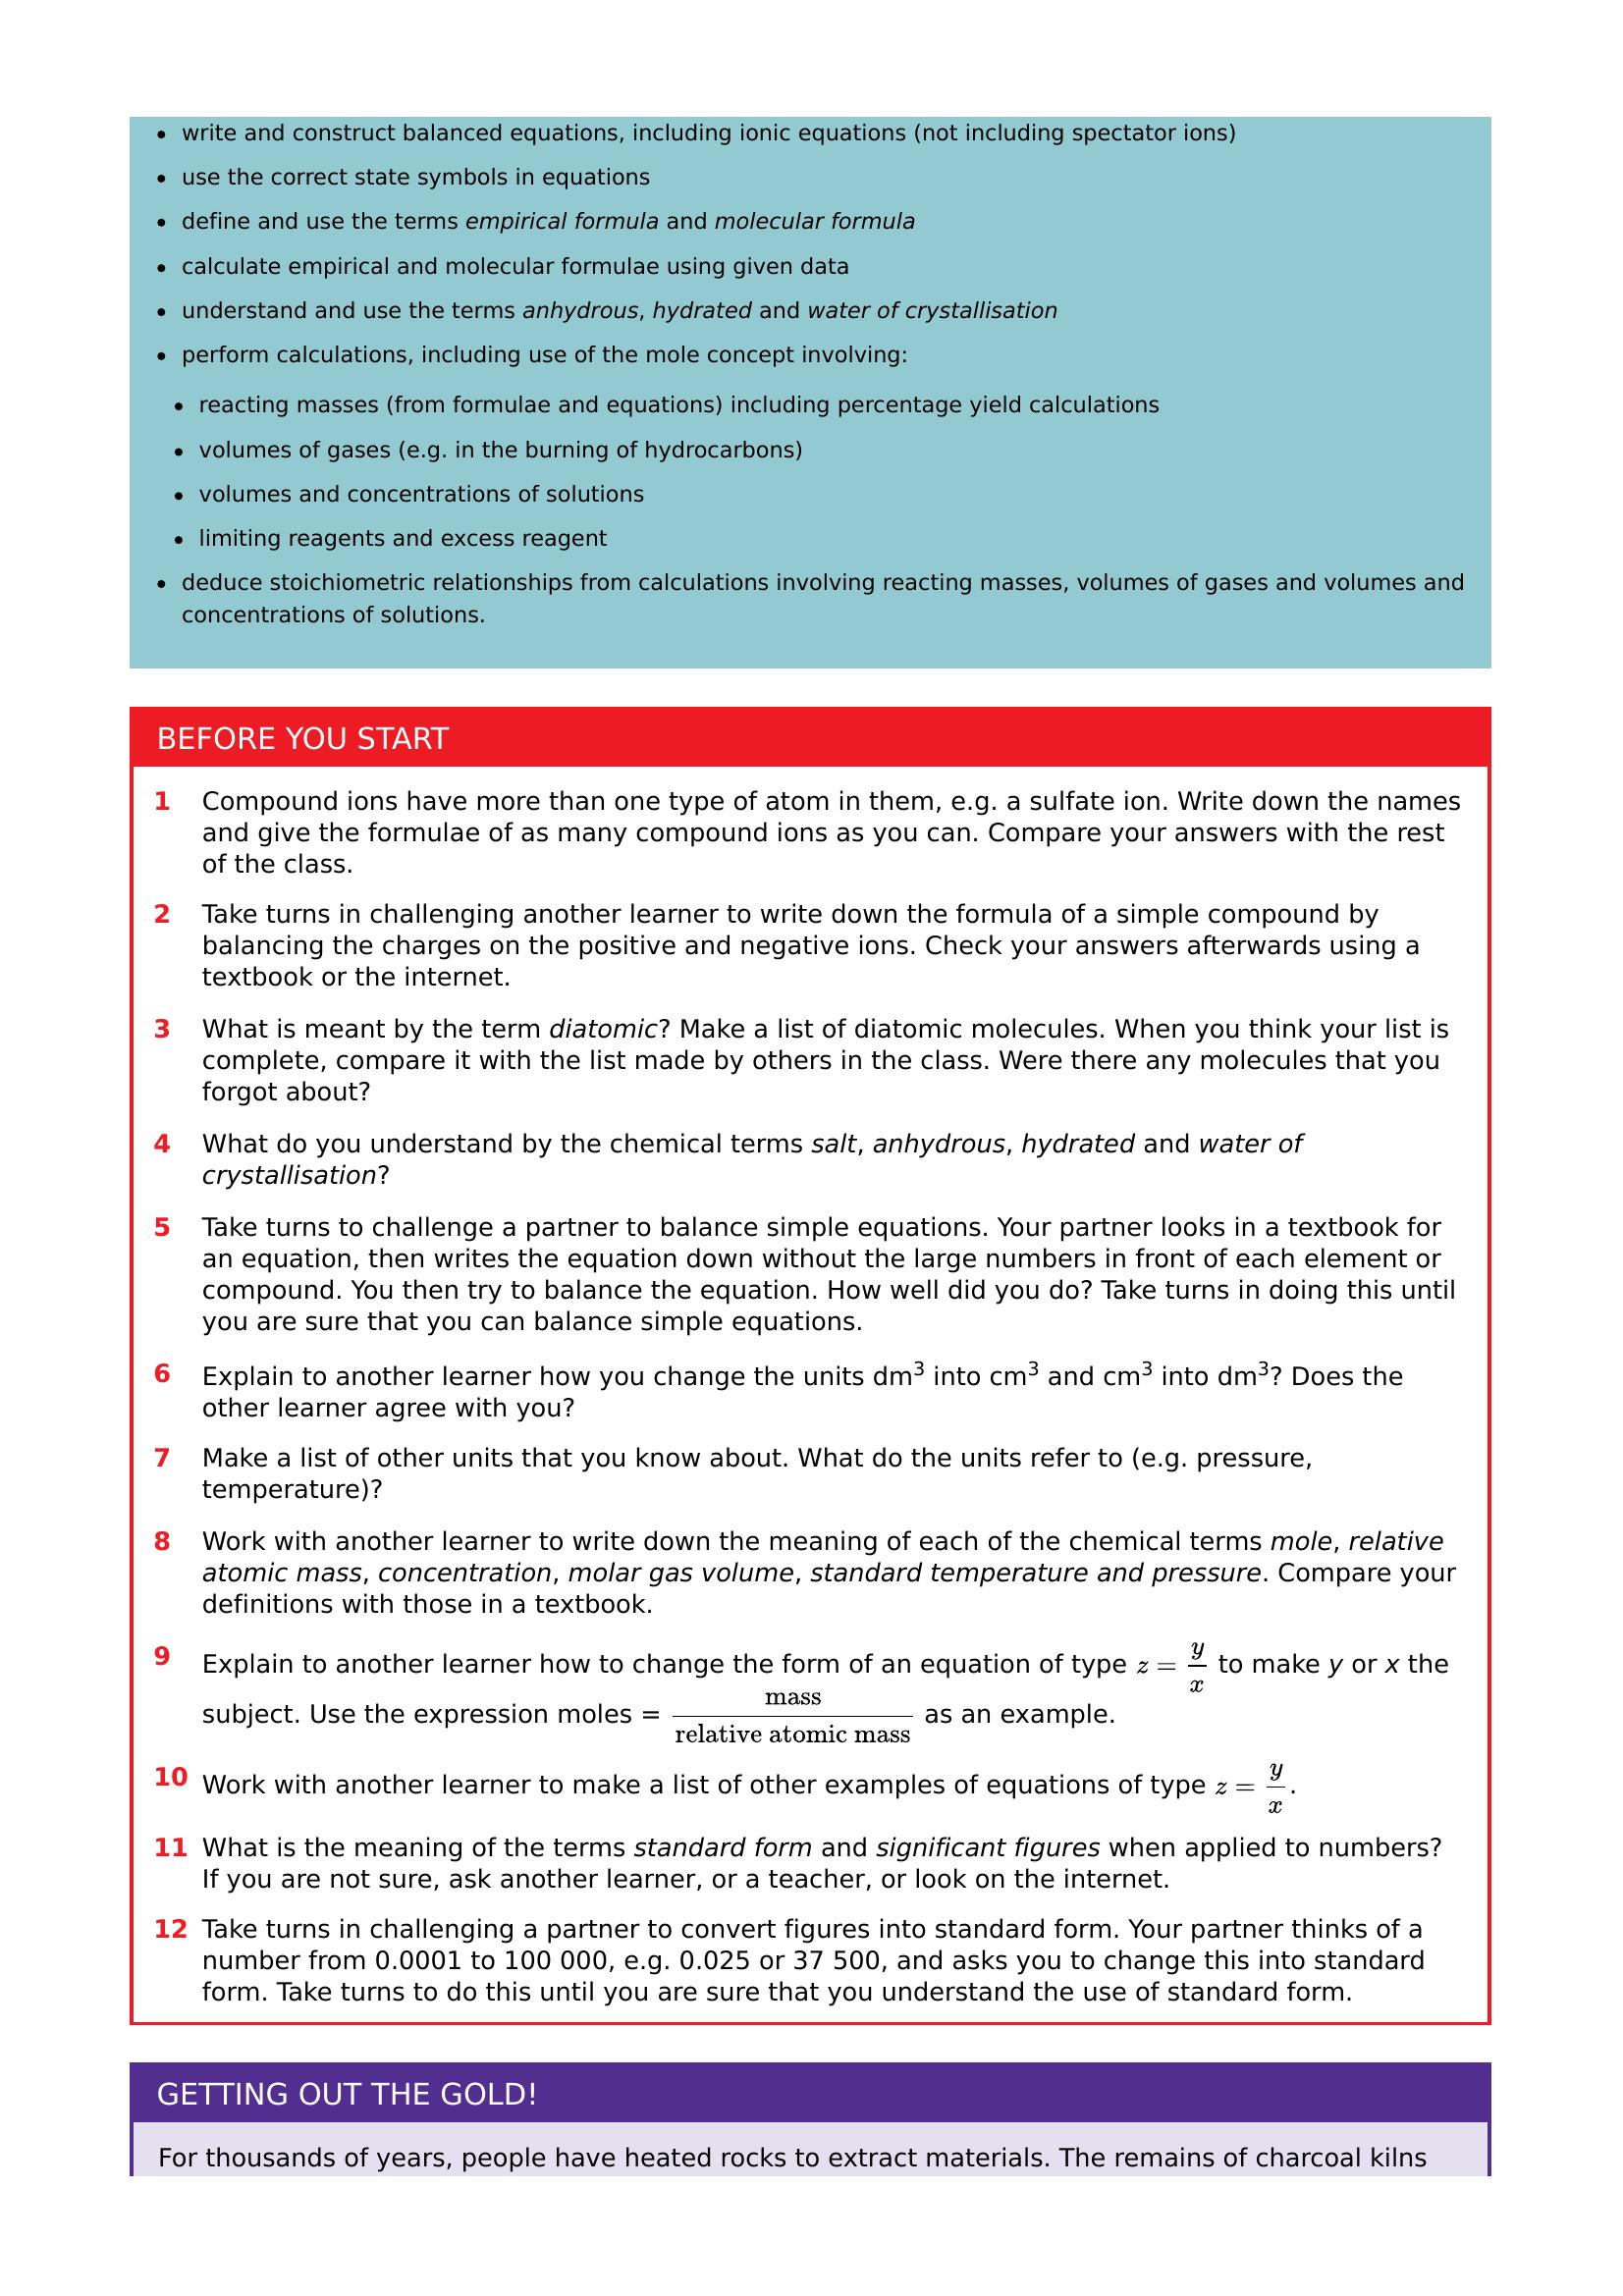 • write and construct balanced equations, including ionic equations (not including spectator ions)
• use the correct state symbols in equations
• define and use the terms empirical formula and molecular formula
• calculate empirical and molecular formulae using given data
• understand and use the terms anhydrous, hydrated and water of crystallisation
• perform calculations, including use of the mole concept involving:
• reacting masses (from formulae and equations) including percentage yield calculations
• volumes of gases (e.g. in the burning of hydrocarbons)
• volumes and concentrations of solutions
• limiting reagents and excess reagent
• deduce stoichiometric relationships from calculations involving reacting masses, volumes of gases and volumes and
concentrations of solutions.
BEFORE YOU START
1 Compound ions have more than one type of atom in them, e.g. a sulfate ion. Write down the names
and give the formulae of as many compound ions as you can. Compare your answers with the rest
of the class.
2 Take turns in challenging another learner to write down the formula of a simple compound by
balancing the charges on the positive and negative ions. Check your answers afterwards using a
textbook or the internet.
3 What is meant by the term diatomic? Make a list of diatomic molecules. When you think your list is
complete, compare it with the list made by others in the class. Were there any molecules that you
forgot about?
4 What do you understand by the chemical terms salt, anhydrous, hydrated and water of
crystallisation?
5 Take turns to challenge a partner to balance simple equations. Your partner looks in a textbook for
an equation, then writes the equation down without the large numbers in front of each element or
compound. You then try to balance the equation. How well did you do? Take turns in doing this until
you are sure that you can balance simple equations.
6 Explain to another learner how you change the units dm³ into cm³ and cm³ into dm³? Does the
other learner agree with you?
7 Make a list of other units that you know about. What do the units refer to (e.g. pressure,
temperature)?
8 Work with another learner to write down the meaning of each of the chemical terms mole, relative
atomic mass, concentration, molar gas volume, standard temperature and pressure. Compare your
definitions with those in a textbook.
9 Explain to another learner how to change the form of an equation of type z = y/x to make y or x the
subject. Use the expression moles = mass/relative atomic mass as an example.
10 Work with another learner to make a list of other examples of equations of type z = y/x.
11 What is the meaning of the terms standard form and significant figures when applied to numbers?
If you are not sure, ask another learner, or a teacher, or look on the internet.
12 Take turns in challenging a partner to convert figures into standard form. Your partner thinks of a
number from 0.0001 to 100 000, e.g. 0.025 or 37 500, and asks you to change this into standard
form. Take turns to do this until you are sure that you understand the use of standard form.
GETTING OUT THE GOLD!
For thousands of years, people have heated rocks to extract materials. The remains of charcoal kilns